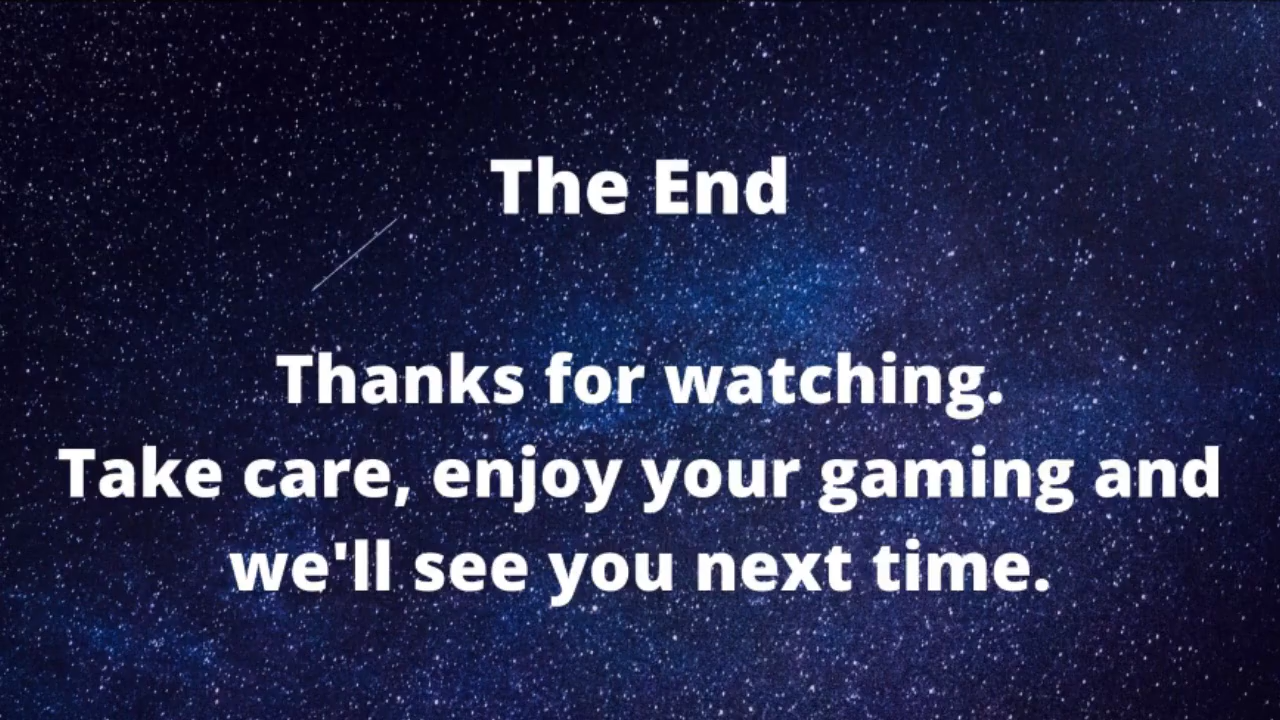 The End
Thanks for watching.
Take care, enjoy your gaming and
we'll see you next time.